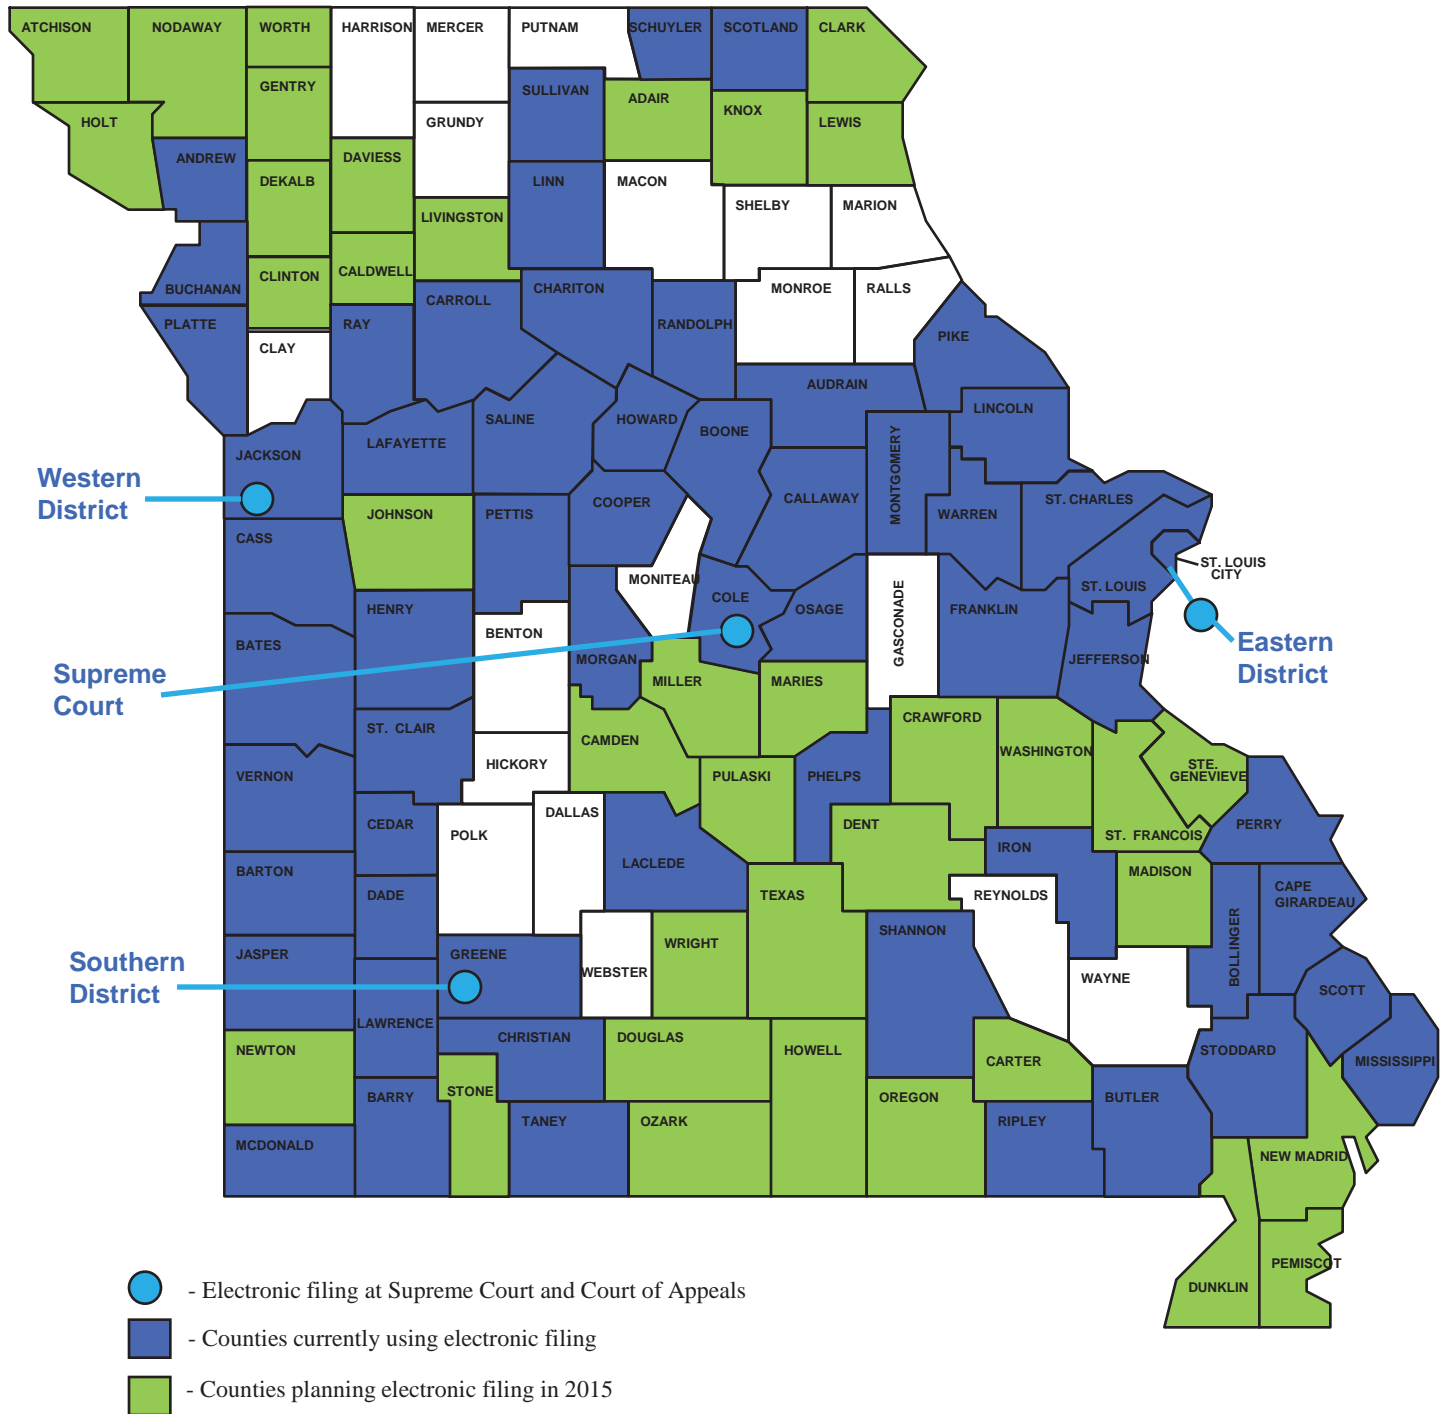 ATCHISON
NODAWAY
WORTH
HARRISON
MERCER
PUTNAM
SCHUYLER
SCOTLAND
CLARK
GENTRY
SULLIVAN
ADAIR
KNOX
LEWIS
HOLT
GRUNDY
ANDREW
DAVIESS
DEKALB
LINN
MACON
SHELBY
MARION
LIVINGSTON
CLINTON
CALDWELL
BUCHANAN
CARROLL
CHARITON
MONROE
RALLS
PLATTE
RAY
RANDOLPH
PIKE
CLAY
AUDRAIN
LINCOLN
SALINE
HOWARD
BOONE
LAFAYETTE
JACKSON
MONTGOMERY
Western
District
COOPER
CALLAWAY
ST. CHARLES
JOHNSON
PETTIS
WARREN
CASS
ST. LOUIS
CITY
MONITEAU
ST. LOUIS
COLE
HENRY
OSAGE
GASCONADE
FRANKLIN
BENTON
BATES
MORGAN
JEFFERSON
Eastern
District
Supreme
Court
MILLER
MARIES
CRAWFORD
ST. CLAIR
CAMDEN
WASHINGTON
HICKORY
VERNON
PULASKI
PHELPS
STE.
GENEVIEVE
DALLAS
CEDAR
POLK
DENT
ST. FRANCOIS
PERRY
IRON
LACLEDE
BARTON
MADISON
DADE
TEXAS
REYNOLDS
CAPE
GIRARDEAU
BOLLINGER
SHANNON
WRIGHT
JASPER
GREENE
Southern
District
WEBSTER
WAYNE
SCOTT
LAWRENCE
CHRISTIAN
DOUGLAS
HOWELL
NEWTON
CARTER
STODDARD
MISSISSIPPI
STONE
BARRY
OREGON
BUTLER
TANEY
OZARK
RIPLEY
MCDONALD
NEW MADRID
PEMISCOT
DUNKLIN
- Electronic filing at Supreme Court and Court of Appeals
- Counties currently using electronic filing
- Counties planning electronic filing in 2015